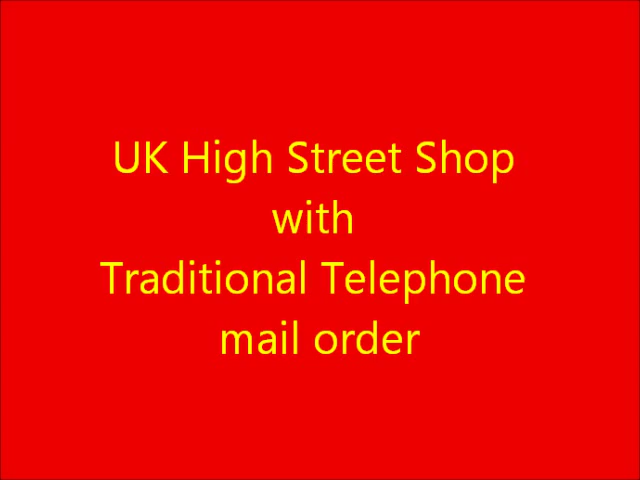 UK High Street Shop
with
Traditional Telephone
mail order